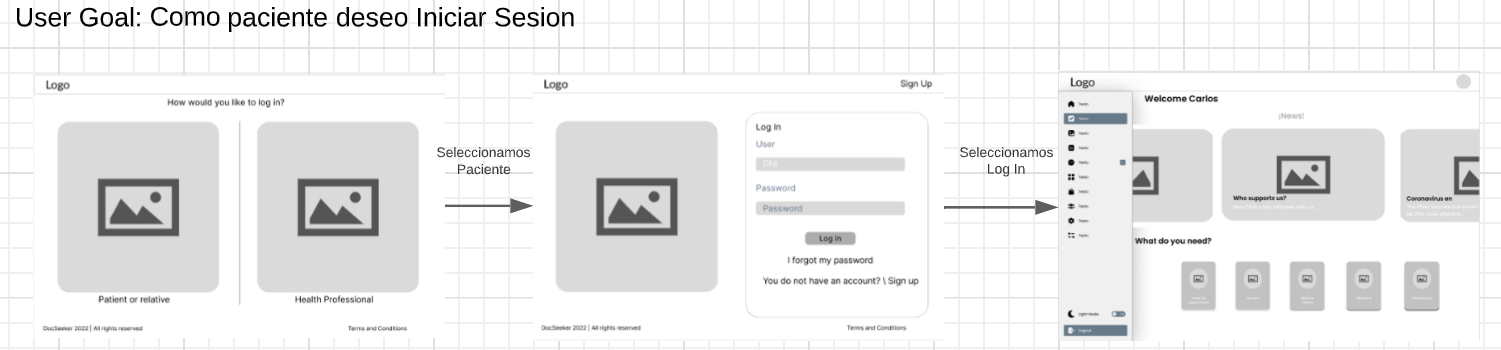 User Goal: Como paciente deseo Iniciar Sesion
Logo
How would you like to log in?
Patient or relative
Health Professional
DocSeeker 2022 | All rights reserved
Terms and Conditions
Seleccionamos
Paciente
Logo
Sign Up
Log In
User
DNI
Password
Password
Log In
I forgot my password
You do not have an account? \ Sign up
DocSeeker 2022 | All rights reserved
Terms and Conditions
Seleccionamos
Log In
Logo
Welcome Carlos
¡News!
Who supports us?
Coronavirus en
What do you need?
Texto
Texto
Texto
Texto
Texto
Texto
Texto
Texto
Texto
Texto
Light Mode
Logout